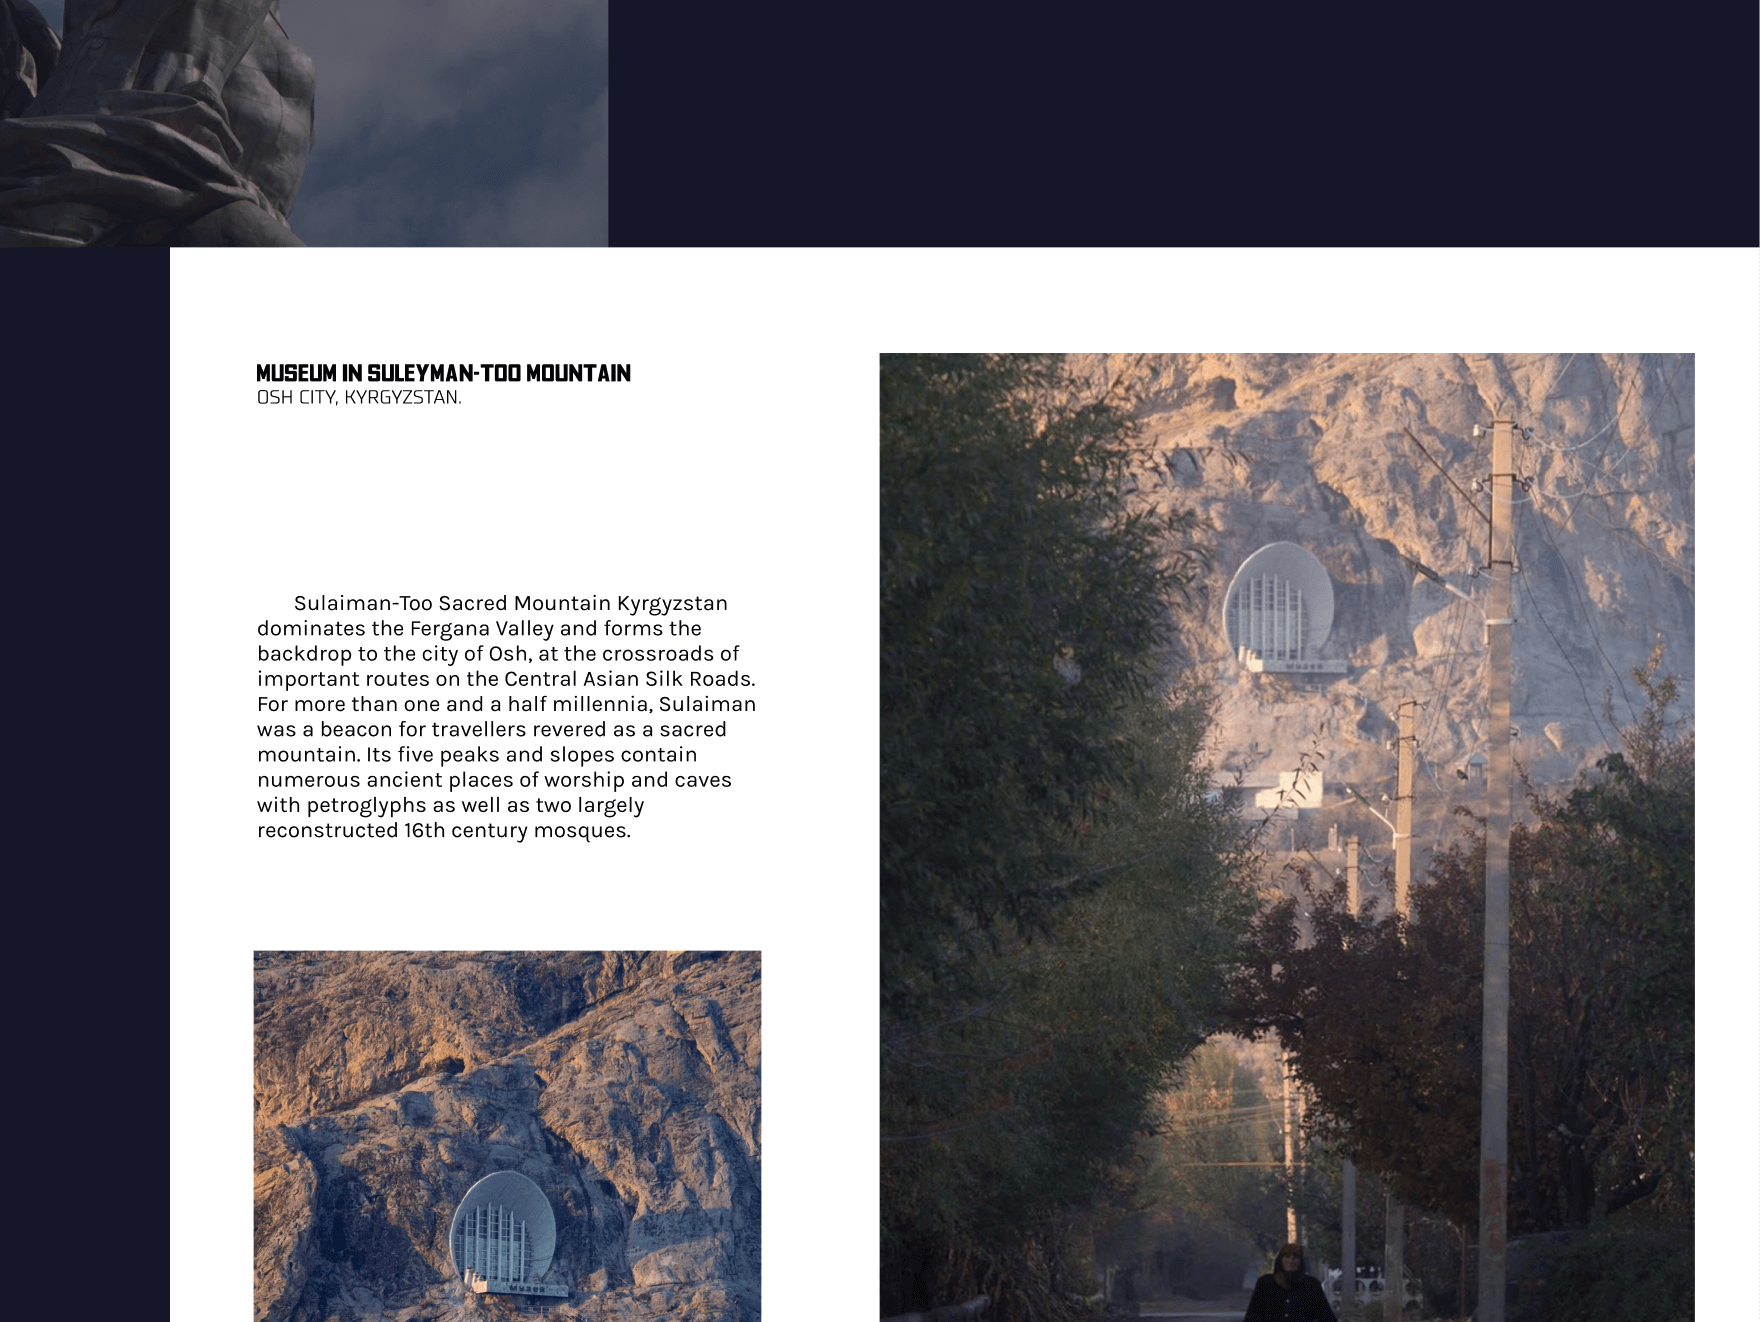 MUSEUM IN SULEYMAN-TOO MOUNTAIN
OSH CITY, KYRGYZSTAN.
Sulaiman-Too Sacred Mountain Kyrgyzstan
dominates the Fergana Valley and forms the
backdrop to the city of Osh, at the crossroads of
important routes on the Central Asian Silk Roads.
For more than one and a half millennia, Sulaiman
was a beacon for travellers revered as a sacred
mountain. Its five peaks and slopes contain
numerous ancient places of worship and caves
with petroglyphs as well as two largely
reconstructed 16th century mosques.
Музей
Музей